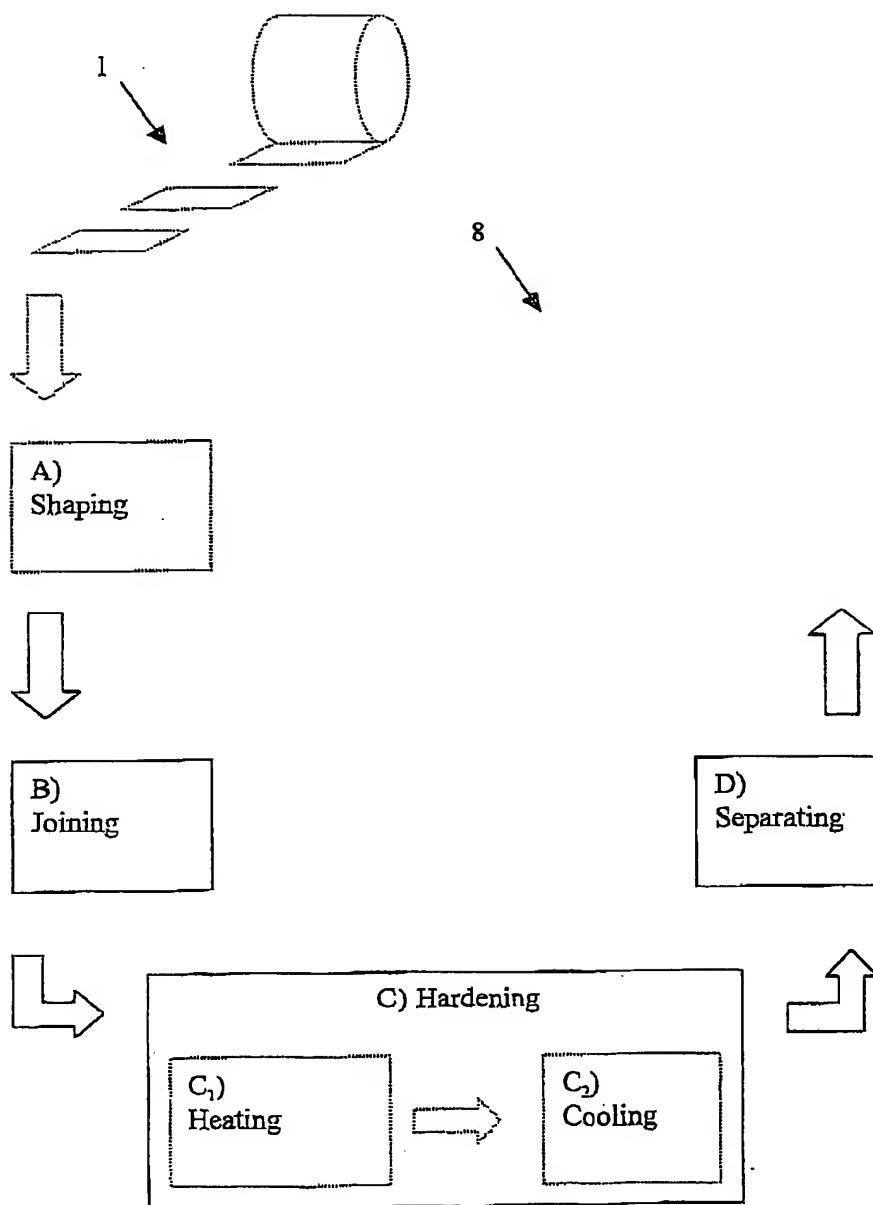 1
8
A)
Shaping
B)
Joining
D)
Separating
C) Hardening
C₁)
Heating
C₂)
Cooling